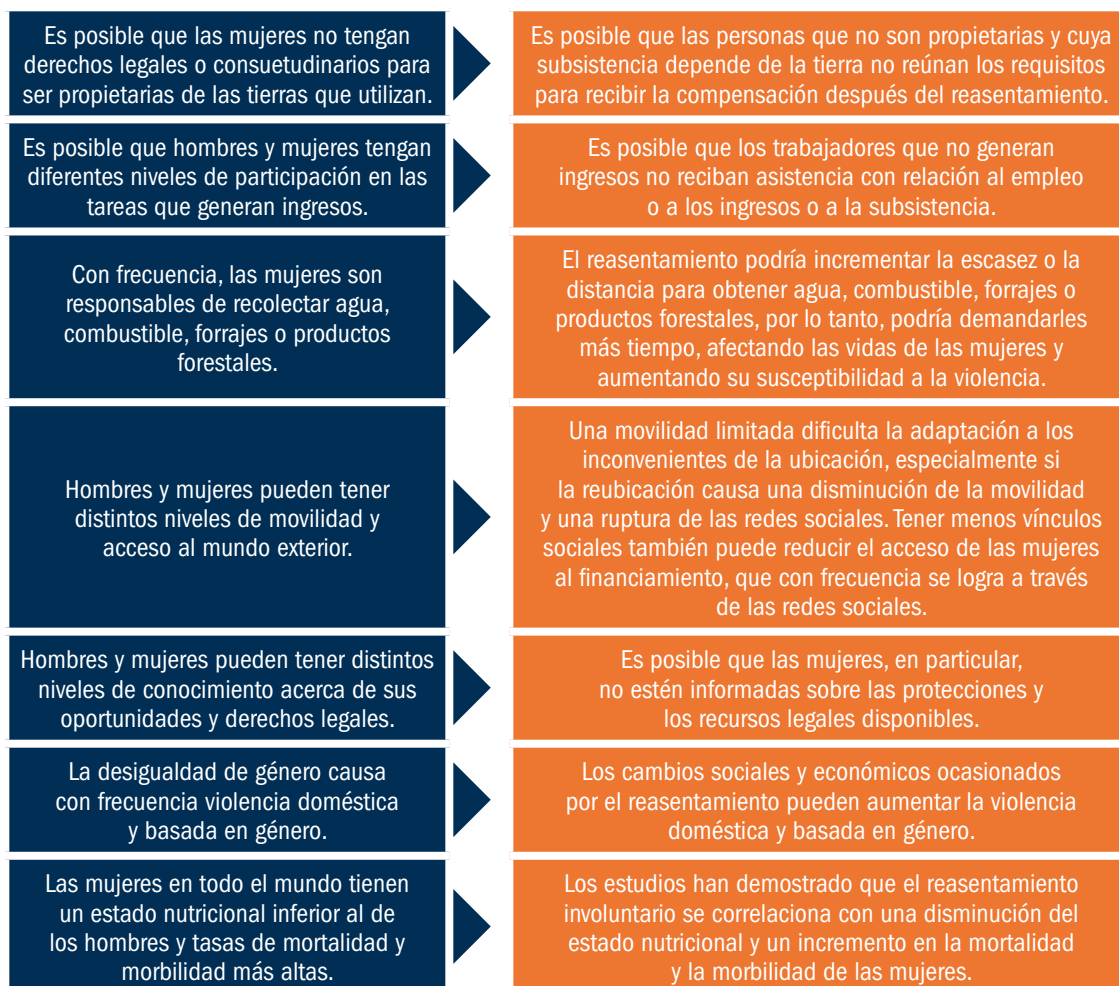 Es posible que las mujeres no tengan
derechos legales o consuetudinarios para
ser propietarias de las tierras que utilizan.
Es posible que las personas que no son propietarias y cuya
subsistencia depende de la tierra no reúnan los requisitos
para recibir la compensación después del reasentamiento.
Es posible que hombres y mujeres tengan
diferentes niveles de participación en las
tareas que generan ingresos.
Es posible que los trabajadores que no generan
ingresos no reciban asistencia con relación al empleo
o a los ingresos o a la subsistencia.
Con frecuencia, las mujeres son
responsables de recolectar agua,
combustible, forrajes o productos
forestales.
El reasentamiento podría incrementar la escasez o la
distancia para obtener agua, combustible, forrajes o
productos forestales, por lo tanto, podría demandarles
más tiempo, afectando las vidas de las mujeres y
aumentando su susceptibilidad a la violencia.
Hombres y mujeres pueden tener
distintos niveles de movilidad y
acceso al mundo exterior.
Una movilidad limitada dificulta la adaptación a los
inconvenientes de la ubicación, especialmente si
la reubicación causa una disminución de la movilidad
y una ruptura de las redes sociales. Tener menos vínculos
sociales también puede reducir el acceso de las mujeres
al financiamiento, que con frecuencia se logra a través
de las redes sociales.
Hombres y mujeres pueden tener distintos
niveles de conocimiento acerca de sus
oportunidades y derechos legales.
Es posible que las mujeres, en particular,
no estén informadas sobre las protecciones y
los recursos legales disponibles.
La desigualdad de género causa
con frecuencia violencia doméstica
y basada en género.
Los cambios sociales y económicos ocasionados
por el reasentamiento pueden aumentar la violencia
doméstica y basada en género.
Las mujeres en todo el mundo tienen
un estado nutricional inferior al de
los hombres y tasas de mortalidad y
morbilidad más altas.
Los estudios han demostrado que el reasentamiento
involuntario se correlaciona con una disminución del
estado nutricional y un incremento en la mortalidad
y la morbilidad de las mujeres.